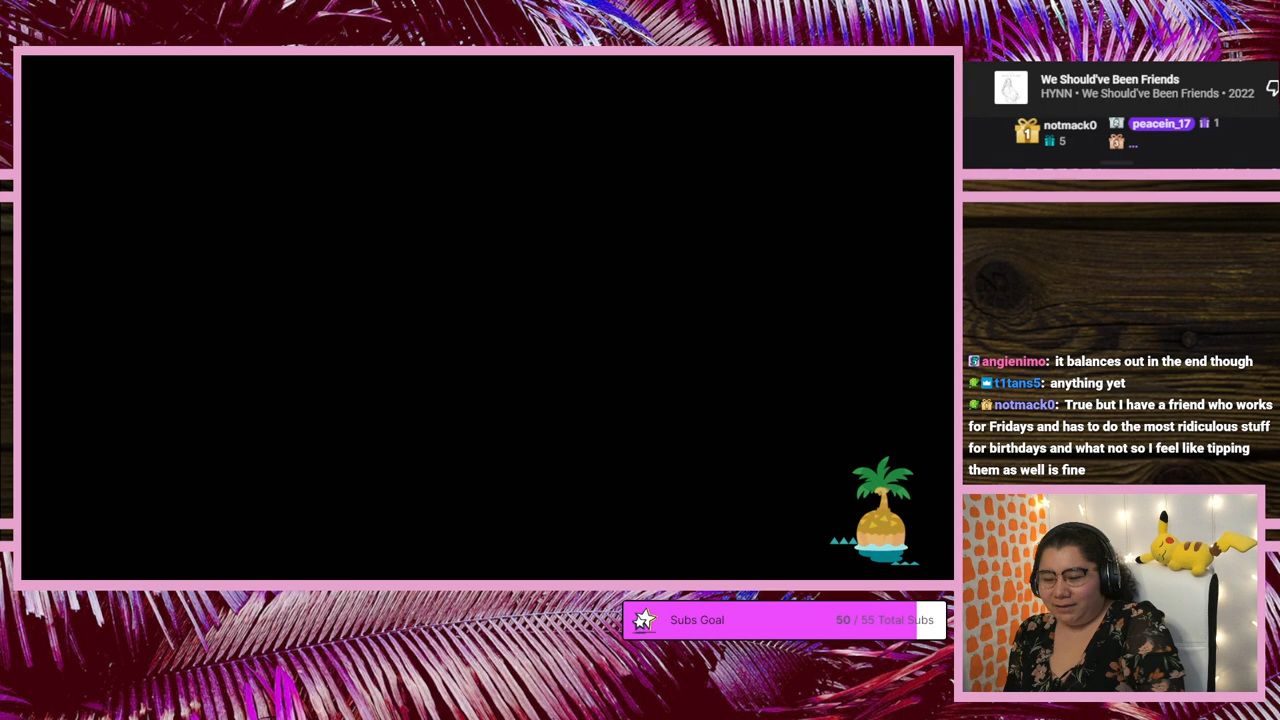 We Should've Been Friends
HYNN • We Should've Been Friends • 2022
1 notmack0
5
2 peacein_17 1
3 ...
angienimo: it balances out in the end though
t1tans5: anything yet
notmack0: True but I have a friend who works
for Fridays and has to do the most ridiculous stuff
for birthdays and what not so I feel like tipping
them as well is fine
Subs Goal
50 / 55 Total Subs